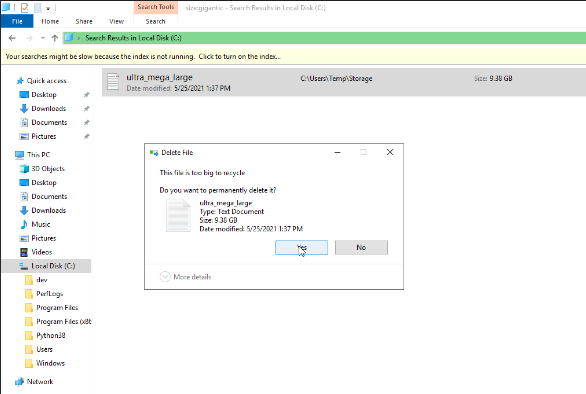 Search Tools
sizegigantic - Search Results in Local Disk (C:)
File
Home
Share
View
Search
Search Results in Local Disk (C:)
Your searches might be slow because the index is not running.  Click to turn on the index...
Quick access
Desktop
Downloads
Documents
Pictures
This PC
3D Objects
Desktop
Documents
Downloads
Music
Pictures
Videos
Local Disk (C:)
dev
PerfLogs
Program Files
Program Files (x86
Python38
Users
Windows
Network
ultra_mega_large
Date modified: 5/25/2021 1:37 PM
C:\Users\Temp\Storage
Size: 9.38 GB
Delete File
This file is too big to recycle
Do you want to permanently delete it?
ultra_mega_large
Type: Text Document
Size: 9.38 GB
Date modified: 5/25/2021 1:37 PM
Yes
No
More details